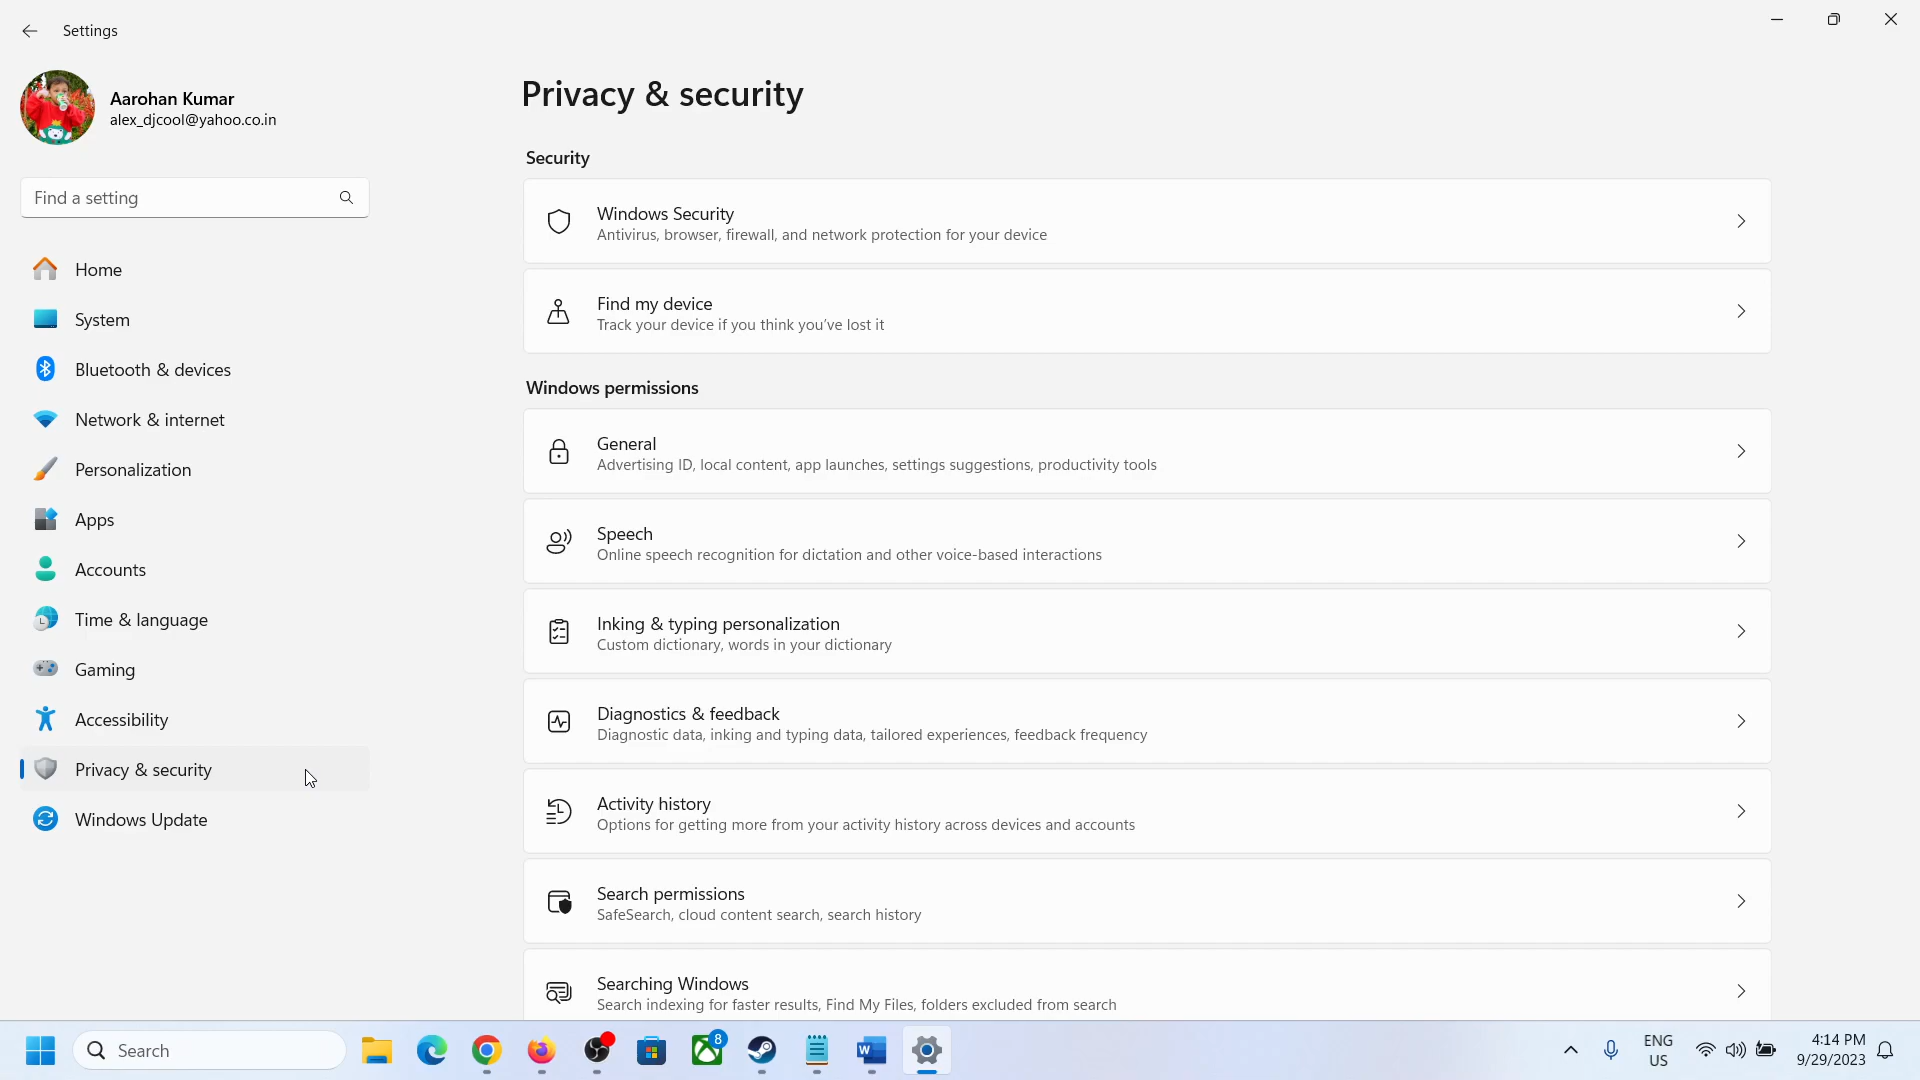 Settings
Aarohan Kumar
alex_djcool@yahoo.co.in
Find a setting
Home
System
Bluetooth & devices
Network & internet
Personalization
Apps
Accounts
Time & language
Gaming
Accessibility
Privacy & security
Windows Update
Privacy & security
Security
Windows Security
Antivirus, browser, firewall, and network protection for your device
Find my device
Track your device if you think you've lost it
Windows permissions
General
Advertising ID, local content, app launches, settings suggestions, productivity tools
Speech
Online speech recognition for dictation and other voice-based interactions
Inking & typing personalization
Custom dictionary, words in your dictionary
Diagnostics & feedback
Diagnostic data, inking and typing data, tailored experiences, feedback frequency
Activity history
Options for getting more from your activity history across devices and accounts
Search permissions
SafeSearch, cloud content search, search history
Searching Windows
Search indexing for faster results, Find My Files, folders excluded from search
Search
8
W
ENG
US
4:14 PM
9/29/2023